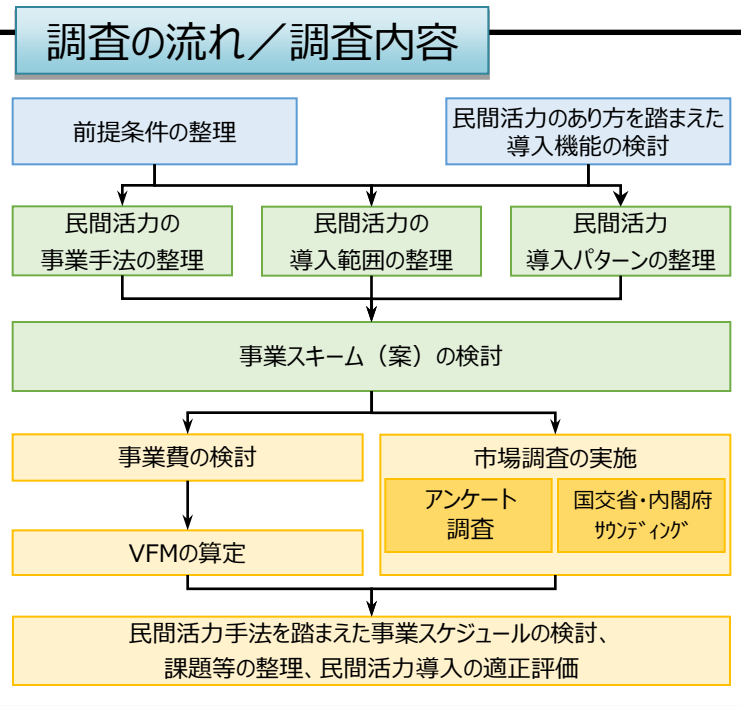 調査の流れ／調査内容
前提条件の整理
民間活力のあり方を踏まえた
導入機能の検討
民間活力の
事業手法の整理
民間活力の
導入範囲の整理
民間活力
導入パターンの整理
事業スキーム（案）の検討
事業費の検討
市場調査の実施
アンケート
調査
国交省・内閣府
ｻｳﾝﾃﾞｨﾝｸﾞ
VFMの算定
民間活力手法を踏まえた事業スケジュールの検討、
課題等の整理、民間活力導入の適正評価